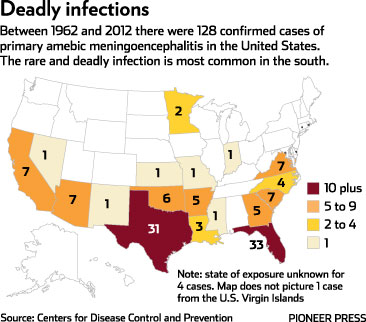 Deadly infections
Between 1962 and 2012 there were 128 confirmed cases of
primary amebic meningoencephalitis in the United States.
The rare and deadly infection is most common in the south.
2
7
1
1
1
1
7
4
7
1
6
5
7
31
3
1
5
33
10 plus
5 to 9
2 to 4
1
Note: state of exposure unknown for
4 cases. Map does not picture 1 case
from the U.S. Virgin Islands
Source: Centers for Disease Control and Prevention
PIONEER PRESS